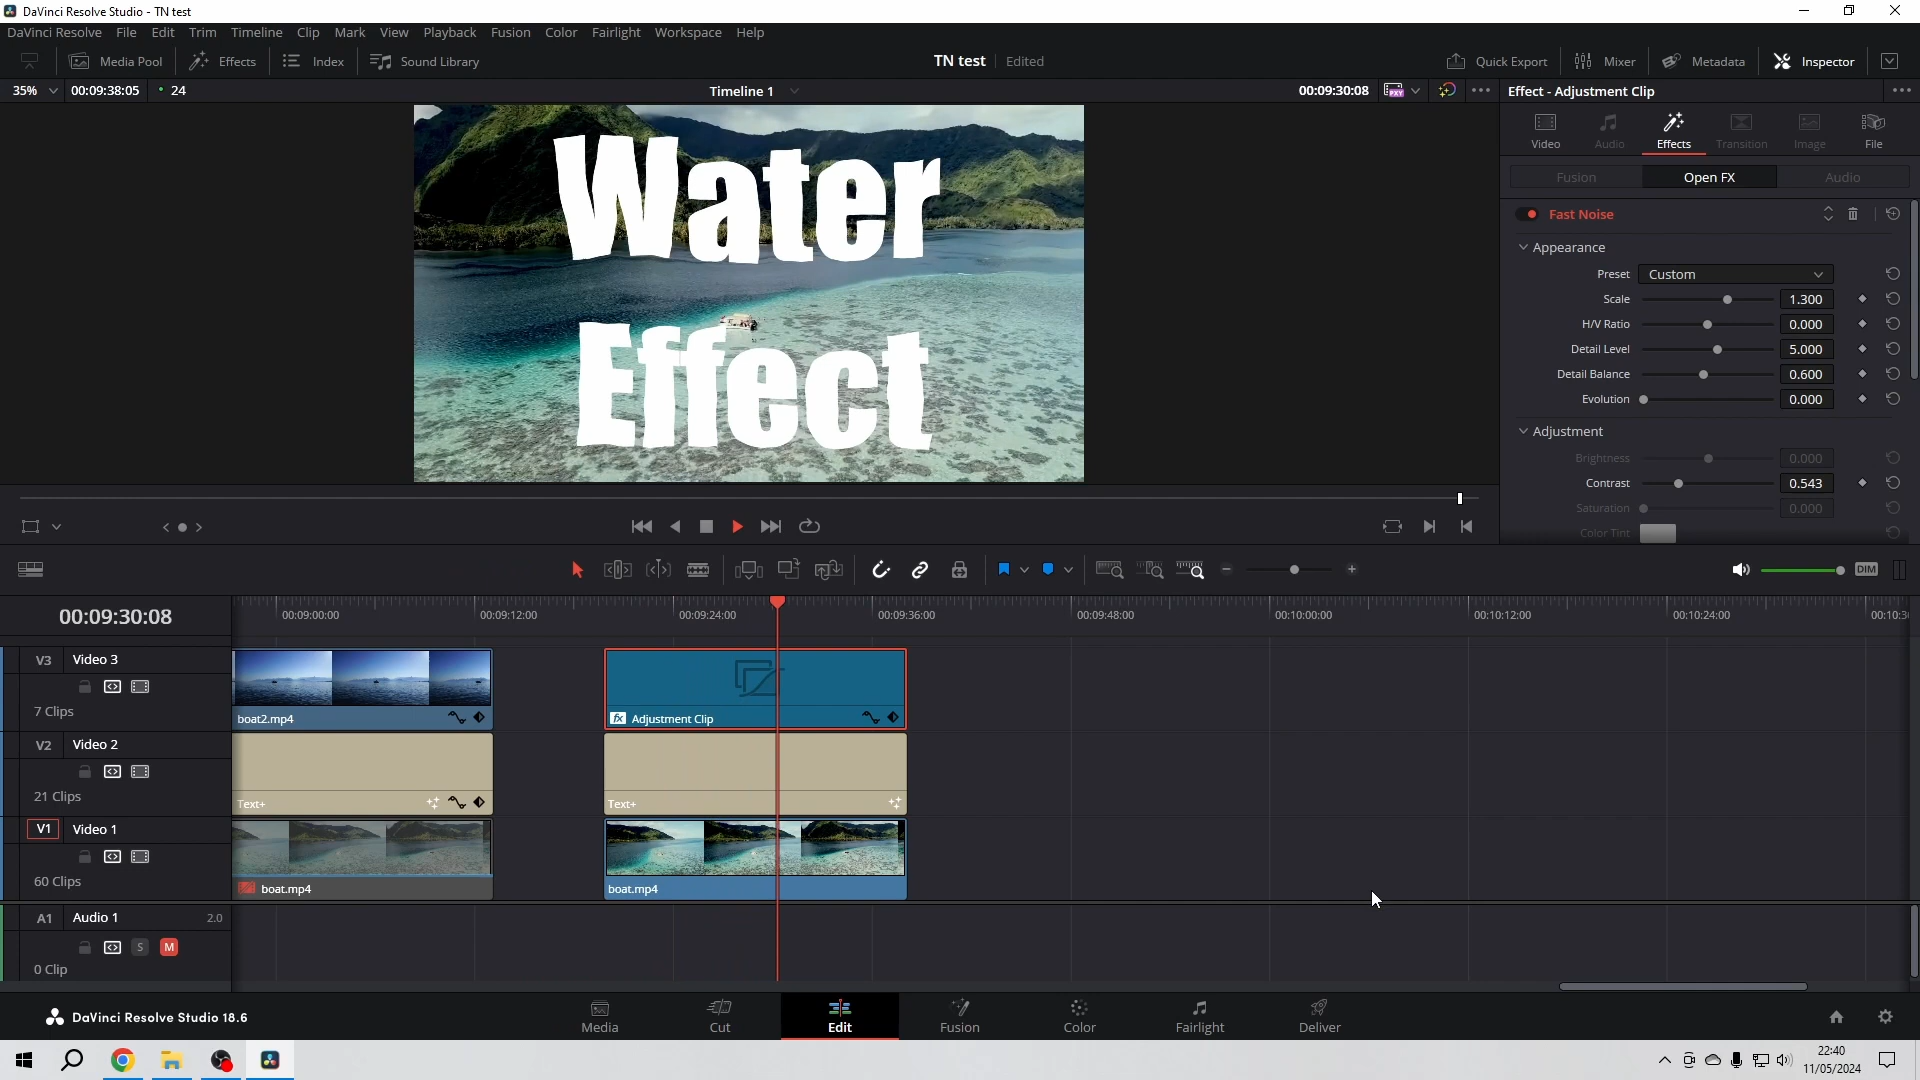 DaVinci Resolve Studio - TN test
DaVinci Resolve File Edit Trim Timeline Clip Mark View Playback Fusion Color Fairlight Workspace Help
Media Pool Effects Index Sound Library TN test Edited Quick Export Mixer Metadata Inspector
35% 00:09:38:05 24 Timeline 1 00:09:30:08 PXY Effect - Adjustment Clip
Video Audio Effects Transition Image File
Fusion Open FX Audio
Fast Noise
Appearance
Preset Custom
Scale 1.300
H/V Ratio 0.000
Detail Level 5.000
Detail Balance 0.600
Evolution 0.000
Adjustment
Brightness 0.000
Contrast 0.543
Saturation 0.000
Color Tint
Water
Effect
DIM
00:09:30:08
00:09:00:00 00:09:12:00 00:09:24:00 00:09:36:00 00:09:48:00 00:10:00:00 00:10:12:00 00:10:24:00
V3 Video 3
7 Clips
boat2.mp4
fx Adjustment Clip
V2 Video 2
21 Clips
Text+
Text+
V1 Video 1
60 Clips
boat.mp4
boat.mp4
A1 Audio 1 2.0
S M
0 Clip
DaVinci Resolve Studio 18.6
Media Cut Edit Fusion Color Fairlight Deliver
22:40
11/05/2024